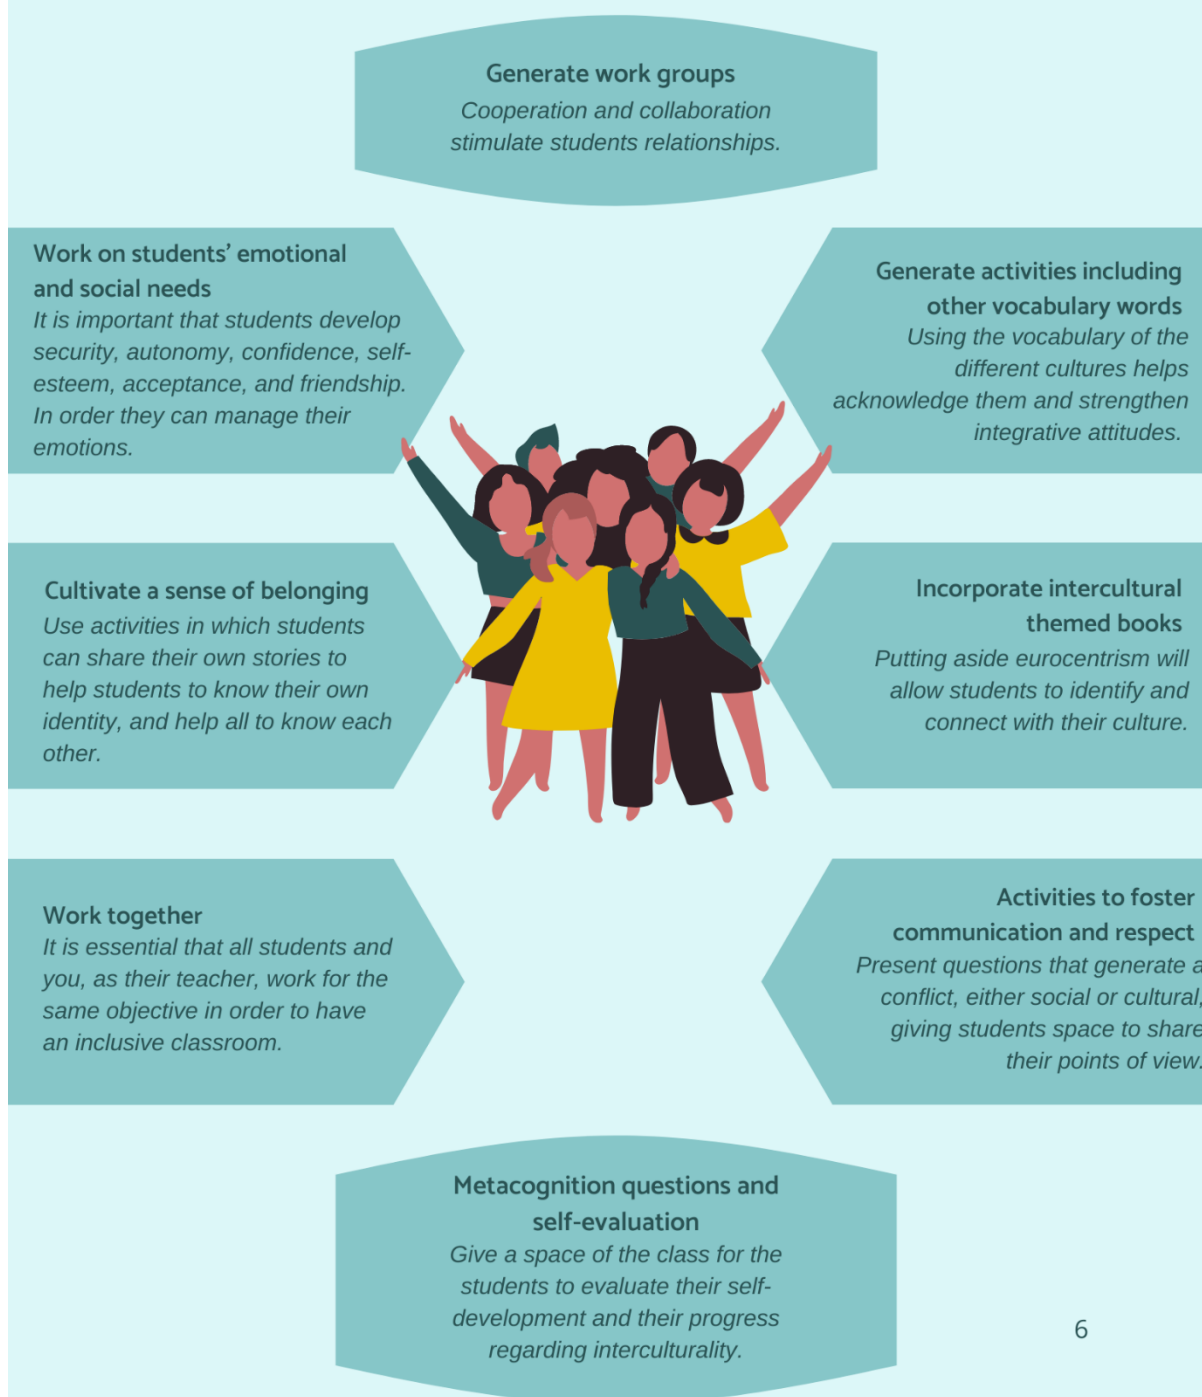 Generate work groups
Cooperation and collaboration
stimulate students relationships.
Work on students’ emotional
and social needs
It is important that students develop
security, autonomy, confidence, self-
esteem, acceptance, and friendship.
In order they can manage their
emotions.
Generate activities including
other vocabulary words
Using the vocabulary of the
different cultures helps
acknowledge them and strengthen
integrative attitudes.
Cultivate a sense of belonging
Use activities in which students
can share their own stories to
help students to know their own
identity, and help all to know each
other.
Incorporate intercultural
themed books
Putting aside eurocentrism will
allow students to identify and
connect with their culture.
Work together
It is essential that all students and
you, as their teacher, work for the
same objective in order to have
an inclusive classroom.
Activities to foster
communication and respect
Present questions that generate a
conflict, either social or cultural,
giving students space to share
their points of view.
Metacognition questions and
self-evaluation
Give a space of the class for the
students to evaluate their self-
development and their progress
regarding interculturality.
6